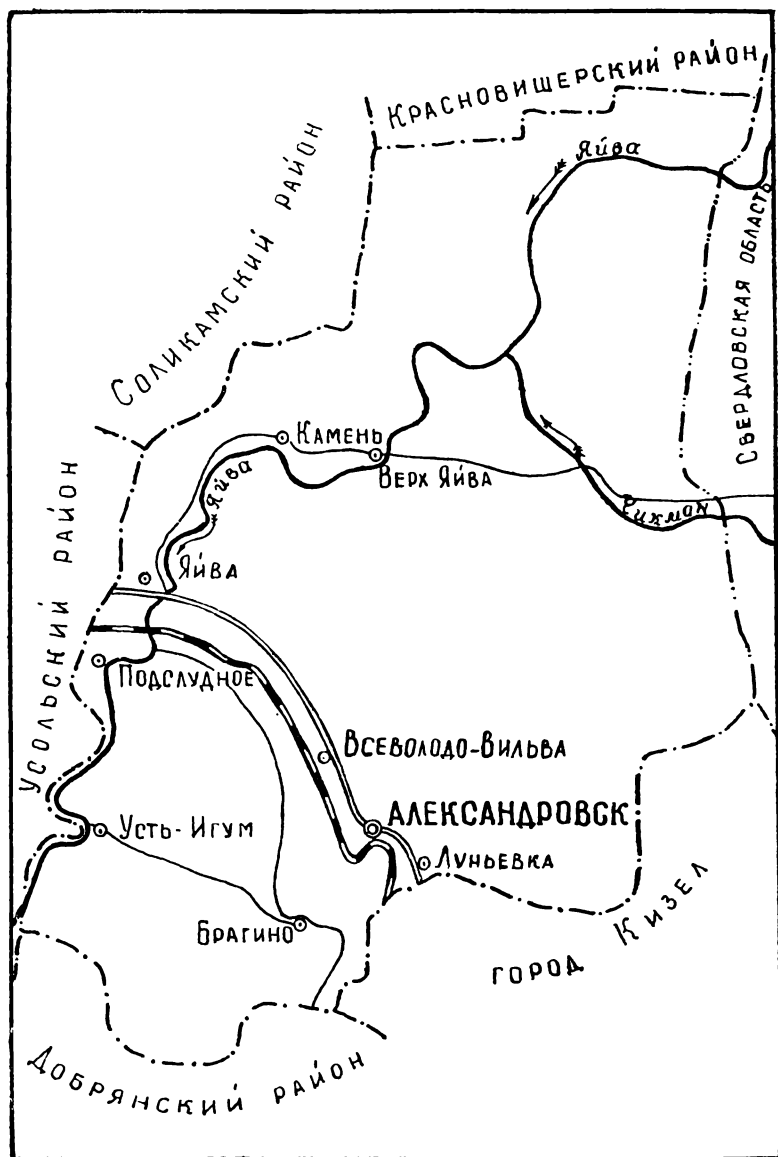 Красновишерский район
Яйва
Соликамский район
Свердловская область
Камень
Верх Яйва
Яйва
Чикман
Усольский район
Яйва
Подслудное
Всеволодо-Вильва
Александровск
Усть-Игум
Луньевка
Брагино
город Кизел
Добрянский район